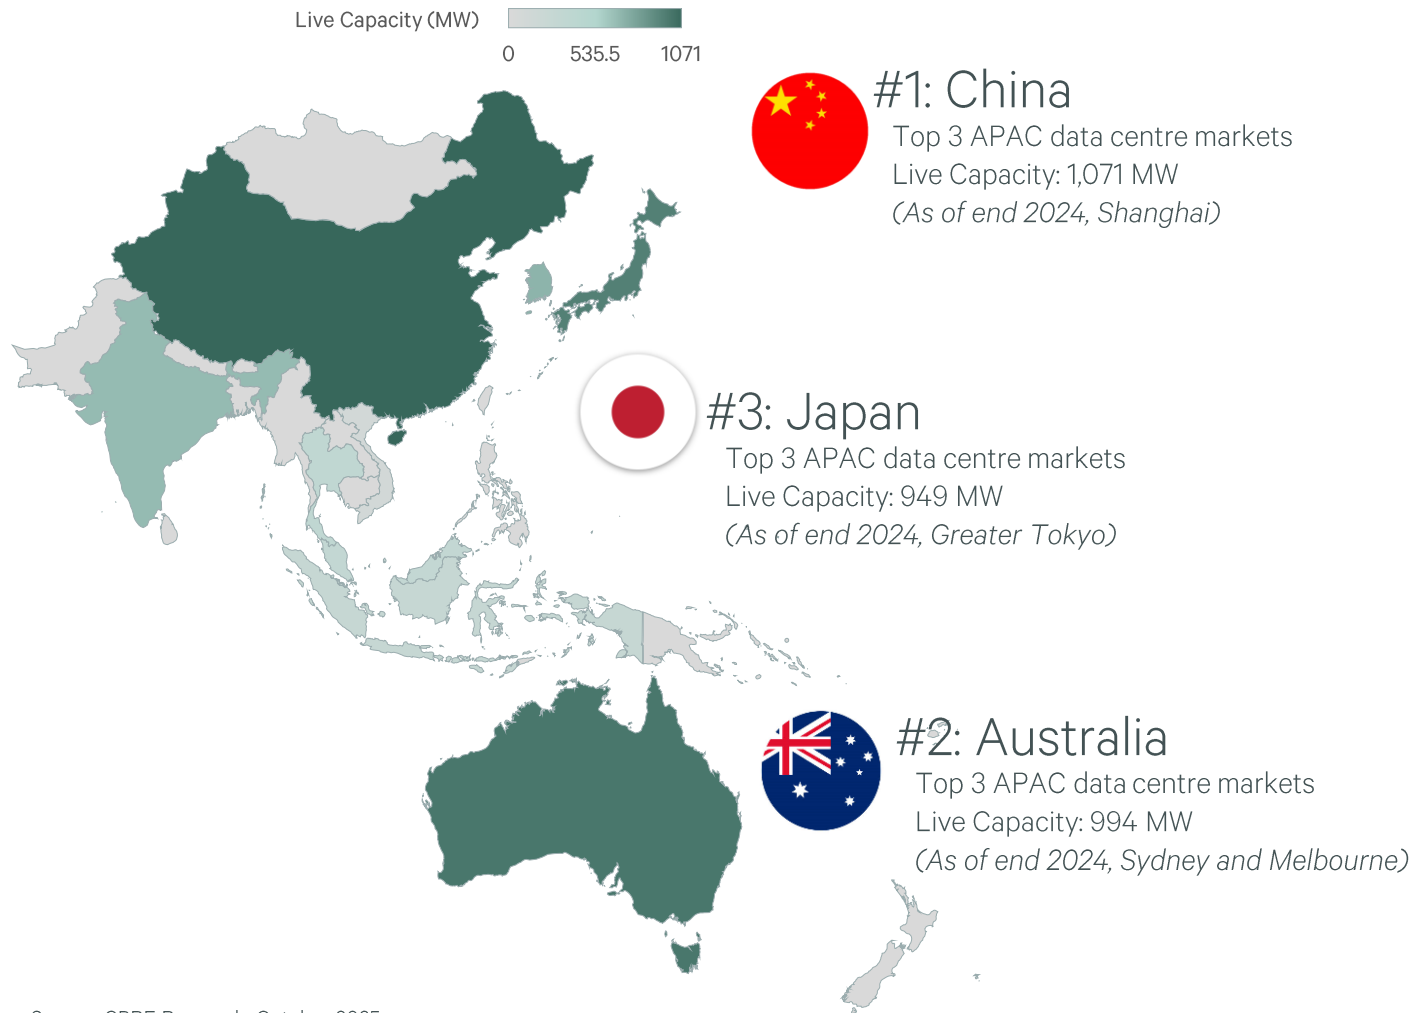 Live Capacity (MW)
0 535.5 1071
#1: China
Top 3 APAC data centre markets
Live Capacity: 1,071 MW
(As of end 2024, Shanghai)
#3: Japan
Top 3 APAC data centre markets
Live Capacity: 949 MW
(As of end 2024, Greater Tokyo)
#2: Australia
Top 3 APAC data centre markets
Live Capacity: 994 MW
(As of end 2024, Sydney and Melbourne)